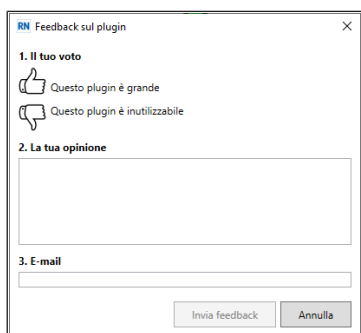 RN Feedback sul plugin
1. Il tuo voto
Questo plugin è grande
Questo plugin è inutilizzabile
2. La tua opinione
3. E-mail
Invia feedback Annulla